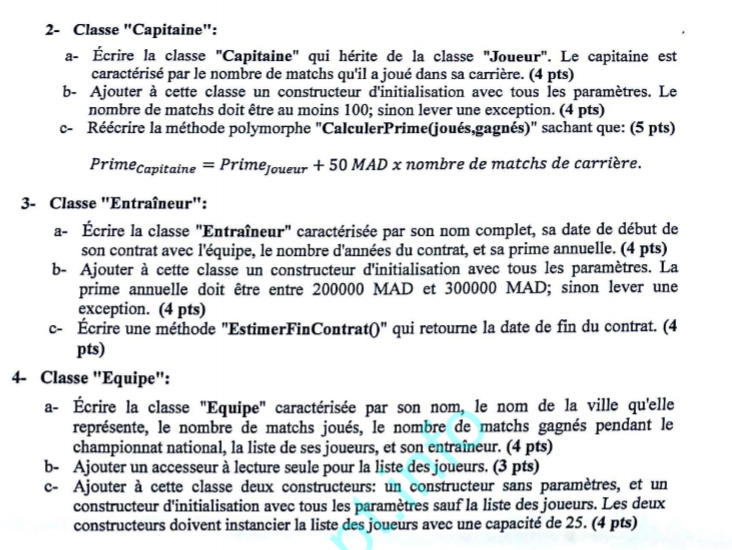 2- Classe "Capitaine":
a- Écrire la classe "Capitaine" qui hérite de la classe "Joueur". Le capitaine est
caractérisé par le nombre de matchs qu'il a joué dans sa carrière. (4 pts)
b- Ajouter à cette classe un constructeur d'initialisation avec tous les paramètres. Le
nombre de matchs doit être au moins 100; sinon lever une exception. (4 pts)
c- Réécrire la méthode polymorphe "CalculerPrime(joués,gagnés)" sachant que: (5 pts)
Prime_Capitaine = Prime_Joueur + 50 MAD x nombre de matchs de carrière.
3- Classe "Entraîneur":
a- Écrire la classe "Entraîneur" caractérisée par son nom complet, sa date de début de
son contrat avec l'équipe, le nombre d'années du contrat, et sa prime annuelle. (4 pts)
b- Ajouter à cette classe un constructeur d'initialisation avec tous les paramètres. La
prime annuelle doit être entre 200000 MAD et 300000 MAD; sinon lever une
exception. (4 pts)
c- Écrire une méthode "EstimerFinContrat()" qui retourne la date de fin du contrat. (4
pts)
4- Classe "Equipe":
a- Écrire la classe "Equipe" caractérisée par son nom, le nom de la ville qu'elle
représente, le nombre de matchs joués, le nombre de matchs gagnés pendant le
championnat national, la liste de ses joueurs, et son entraîneur. (4 pts)
b- Ajouter un accesseur à lecture seule pour la liste des joueurs. (3 pts)
c- Ajouter à cette classe deux constructeurs: un constructeur sans paramètres, et un
constructeur d'initialisation avec tous les paramètres sauf la liste des joueurs. Les deux
constructeurs doivent instancier la liste des joueurs avec une capacité de 25. (4 pts)
pt.info